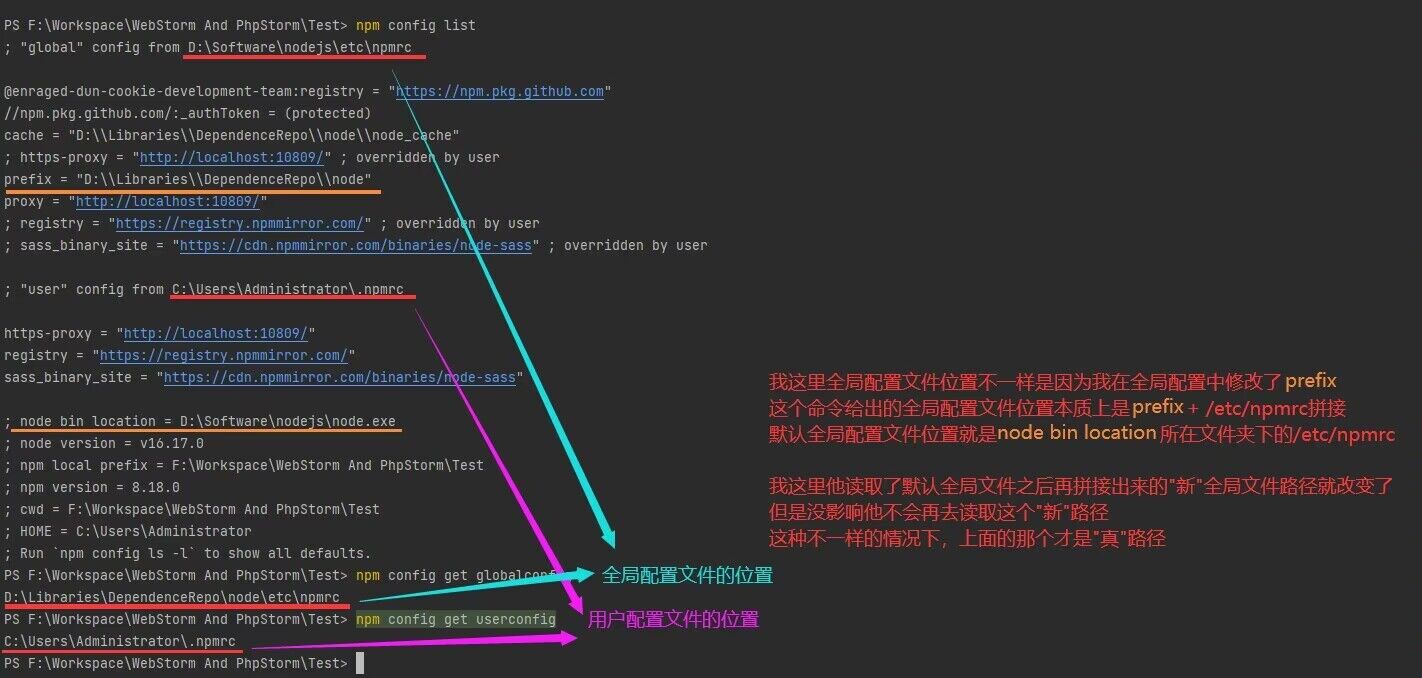 PS F:\Workspace\WebStorm And PhpStorm\Test> npm config list
; "global" config from D:\Software\nodejs\etc\npmrc
@enraged-dun-cookie-development-team:registry = "https://npm.pkg.github.com"
//npm.pkg.github.com/:_authToken = (protected)
cache = "D:\\Libraries\\DependenceRepo\\node\\node_cache"
; https-proxy = "http://localhost:10809/" ; overridden by user
prefix = "D:\\Libraries\\DependenceRepo\\node"
proxy = "http://localhost:10809/"
; registry = "https://registry.npmmirror.com/" ; overridden by user
; sass_binary_site = "https://cdn.npmmirror.com/binaries/node-sass" ; overridden by user
; "user" config from C:\Users\Administrator\.npmrc
https-proxy = "http://localhost:10809/"
registry = "https://registry.npmmirror.com/"
sass_binary_site = "https://cdn.npmmirror.com/binaries/node-sass"
; node bin location = D:\Software\nodejs\node.exe
; node version = v16.17.0
; npm local prefix = F:\Workspace\WebStorm And PhpStorm\Test
; npm version = 8.18.0
; cwd = F:\Workspace\WebStorm And PhpStorm\Test
; HOME = C:\Users\Administrator
; Run `npm config ls -l` to show all defaults.
PS F:\Workspace\WebStorm And PhpStorm\Test> npm config get globalconf
D:\Libraries\DependenceRepo\node\etc\npmrc
PS F:\Workspace\WebStorm And PhpStorm\Test> npm config get userconfig
C:\Users\Administrator\.npmrc
PS F:\Workspace\WebStorm And PhpStorm\Test>
我这里全局配置文件位置不一样是因为我在全局配置中修改了prefix
这个命令给出的全局配置文件位置本质上是prefix + /etc/npmrc拼接
默认全局配置文件位置就是node bin location所在文件夹下的/etc/npmrc
我这里他读取了默认全局文件之后再拼接出来的"新"全局文件路径就改变了
但是没影响他不会再去读取这个"新"路径
这种不一样的情况下，上面的那个才是"真"路径
全局配置文件的位置
用户配置文件的位置